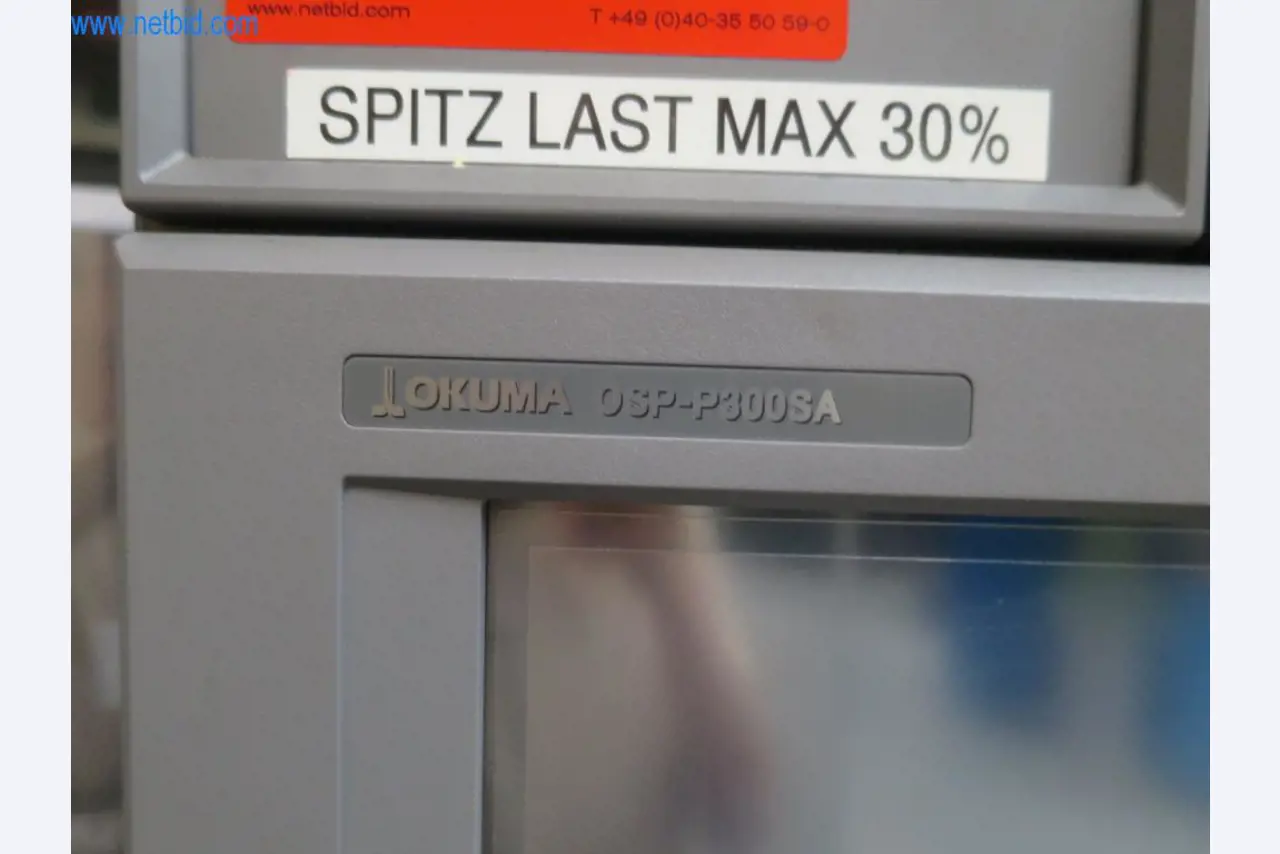 www.netbid.com
www.netbid.com T +49 (0)40-35 50 59-0
SPITZ LAST MAX 30%
OKUMA OSP-P300SA